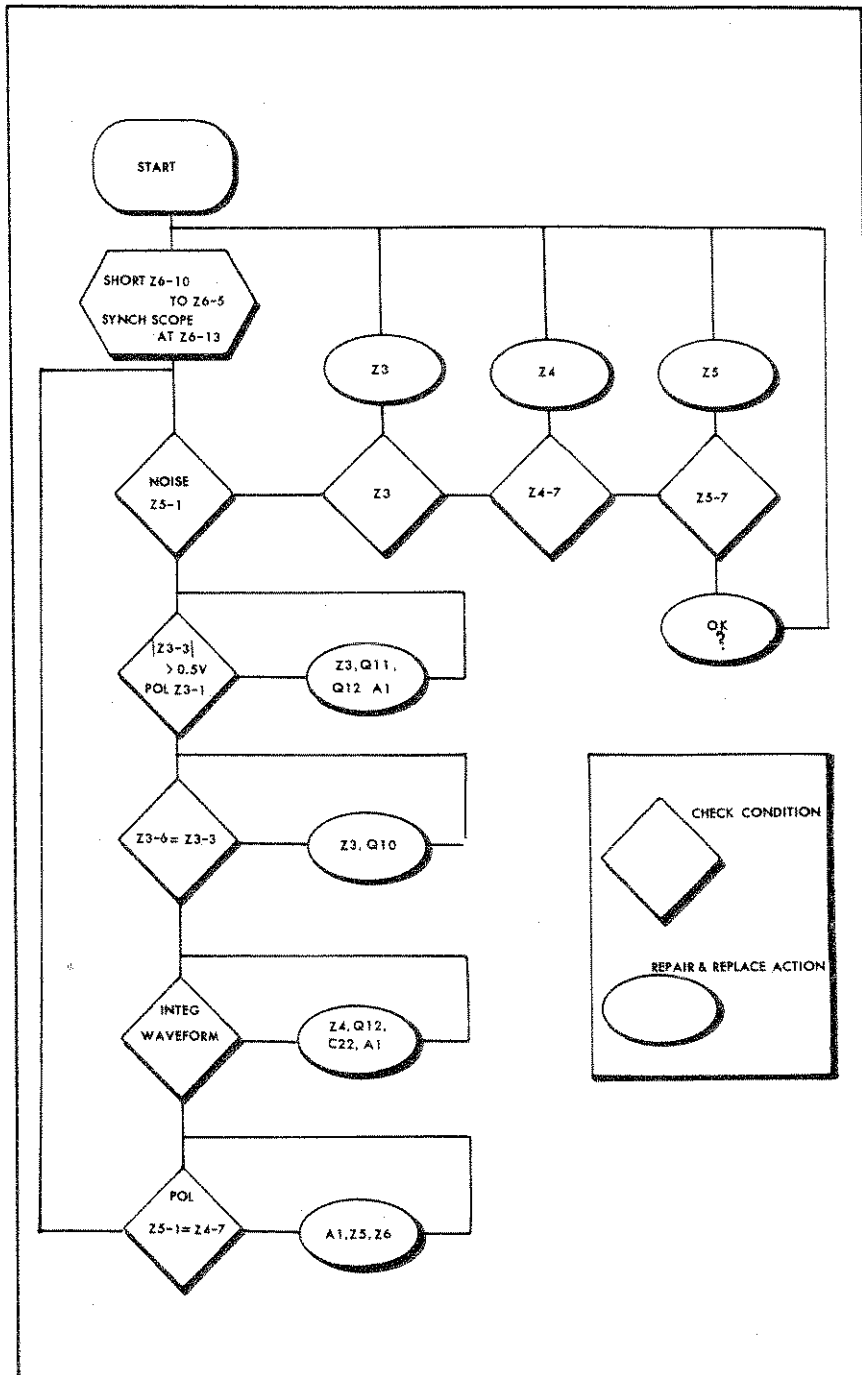 START
SHORT Z6-10
TO Z6-5
SYNCH SCOPE
AT Z6-13
Z3
Z4
Z5
NOISE
Z5-1
Z3
Z4-7
Z5-7
OK
?
|Z3-3|
> 0.5V
POL Z3-1
Z3, Q11,
Q12 A1
Z3-6 = Z3-3
Z3, Q10
CHECK CONDITION
REPAIR & REPLACE ACTION
INTEG
WAVEFORM
Z4, Q12,
C22, A1
POL
Z5-1 = Z4-7
A1, Z5, Z6